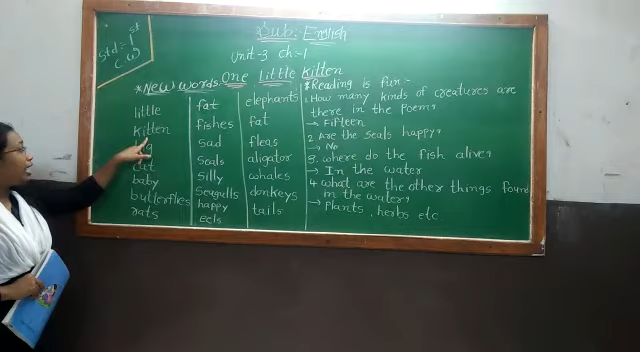 Std:- 1st
C.W
Sub:- English
Unit-3 ch:-1
One Little Kitten
*New words:-
little
kitten
cat
baby
butterflies
rats
fat
fishes
sad
seals
silly
seagulls
happy
eels
elephants
fat
fleas
aligator
whales
donkeys
tails
*Reading is fun:-
1. How many kinds of creatures are
there in the poem?
→ Fifteen
2. Are the seals happy?
→ No
3. where do the fish alive?
→ In the water
4. what are the other things found
in the water?
→ Plants, herbs etc